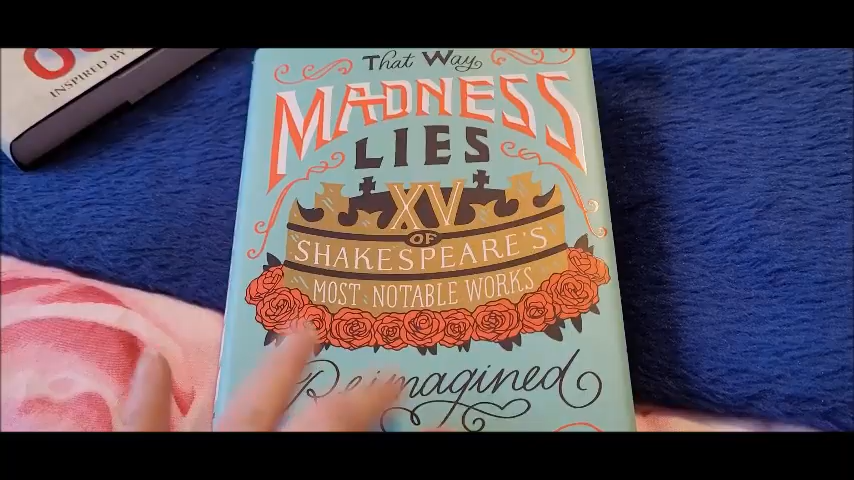 INSPIRED BY
That Way
MADNESS
LIES
XV
OF
SHAKESPEARE'S
MOST NOTABLE WORKS
Reimagined